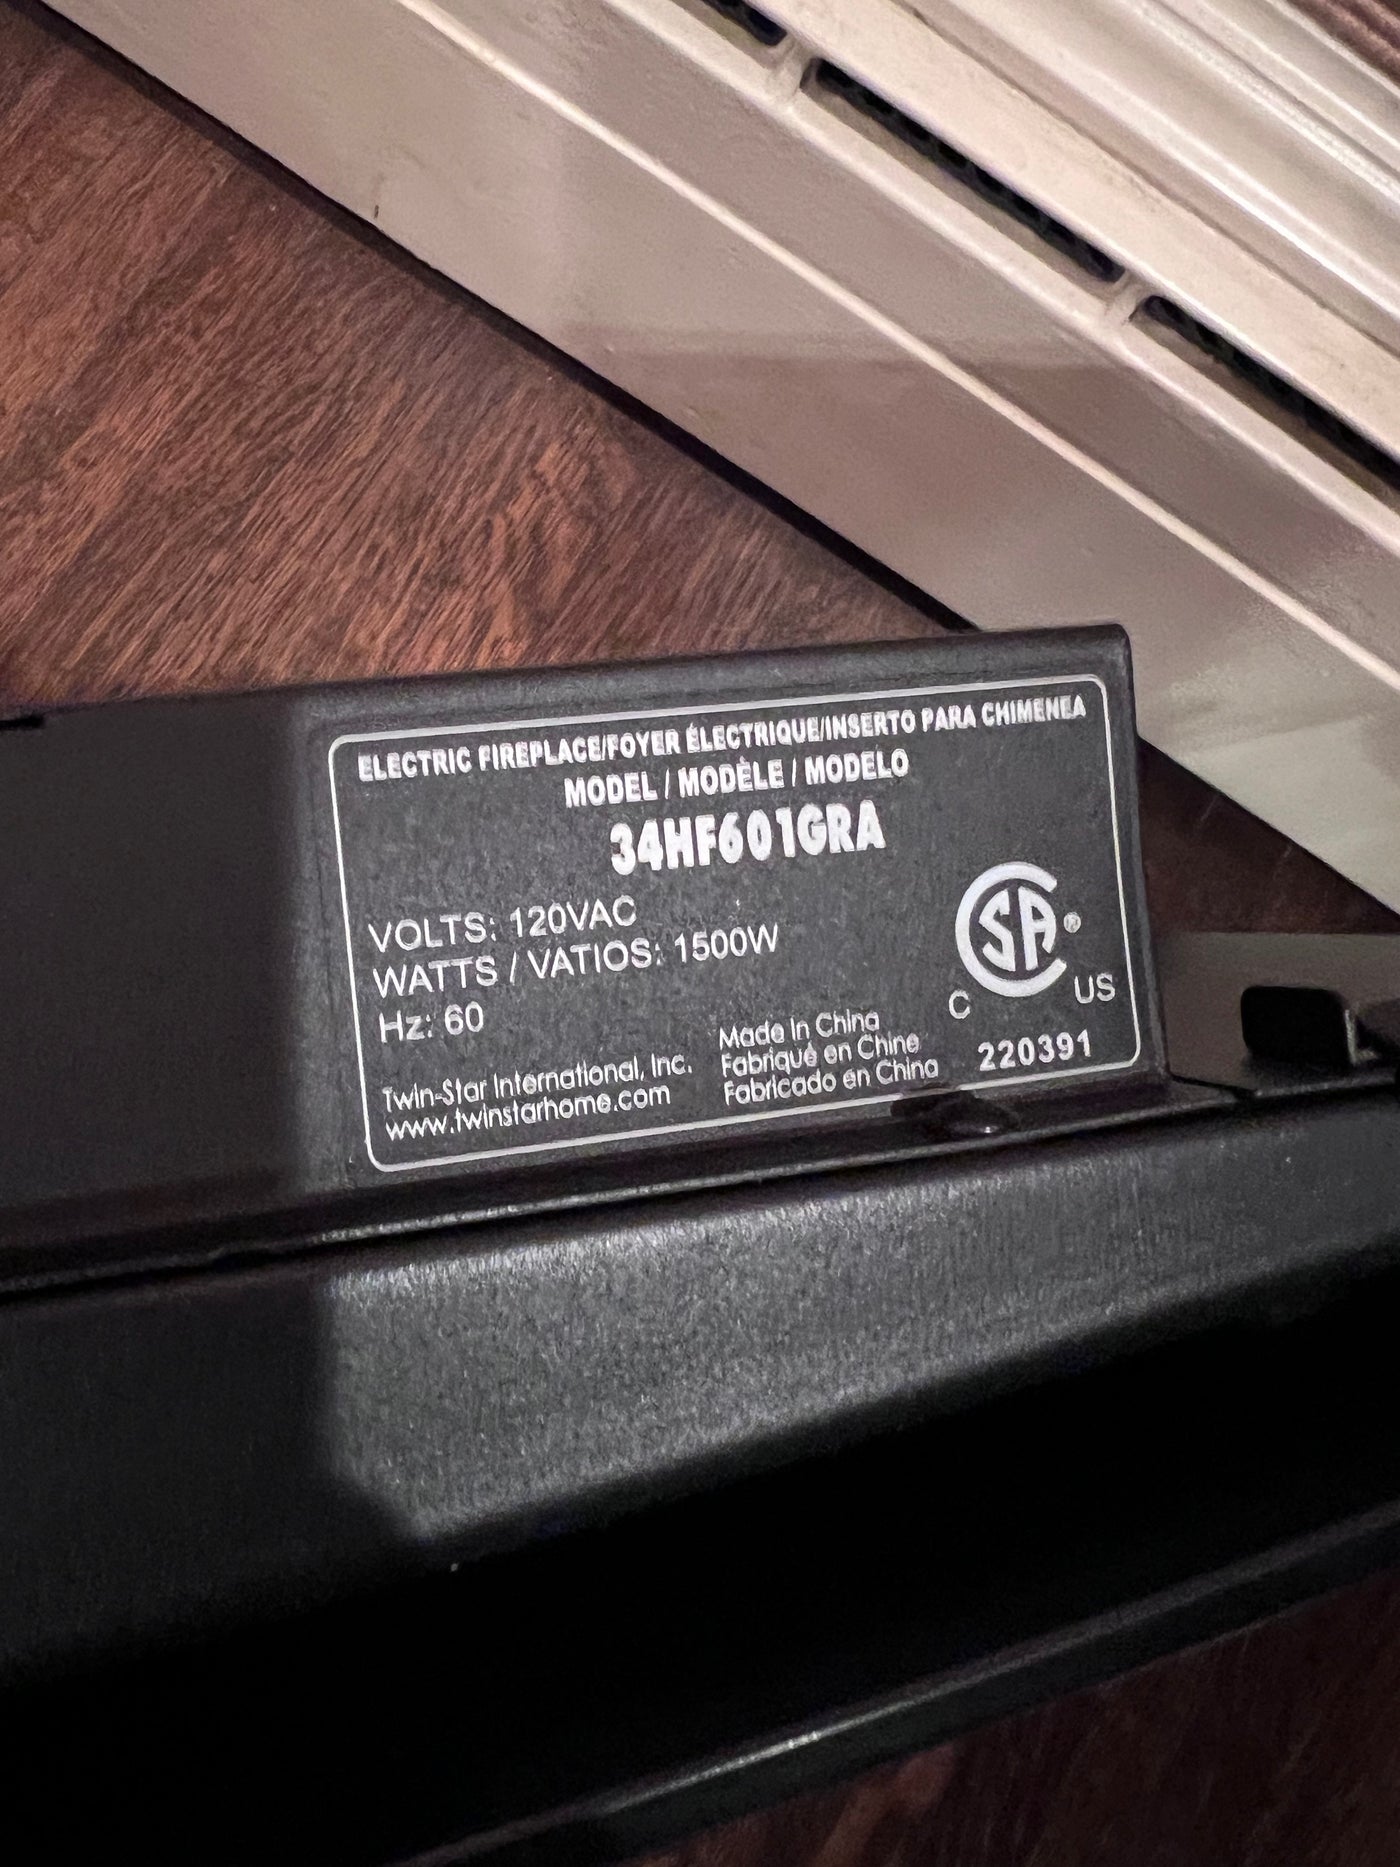 ELECTRIC FIREPLACE/FOYER ÉLECTRIQUE/INSERTO PARA CHIMENEA
MODEL / MODÈLE / MODELO
34HF601GRA
VOLTS: 120VAC
WATTS / VATIOS: 1500W
Hz: 60
Twin-Star International, Inc.
www.twinstarhome.com
Made in China
Fabriqué en Chine
Fabricado en China
CSA®
C US
220391